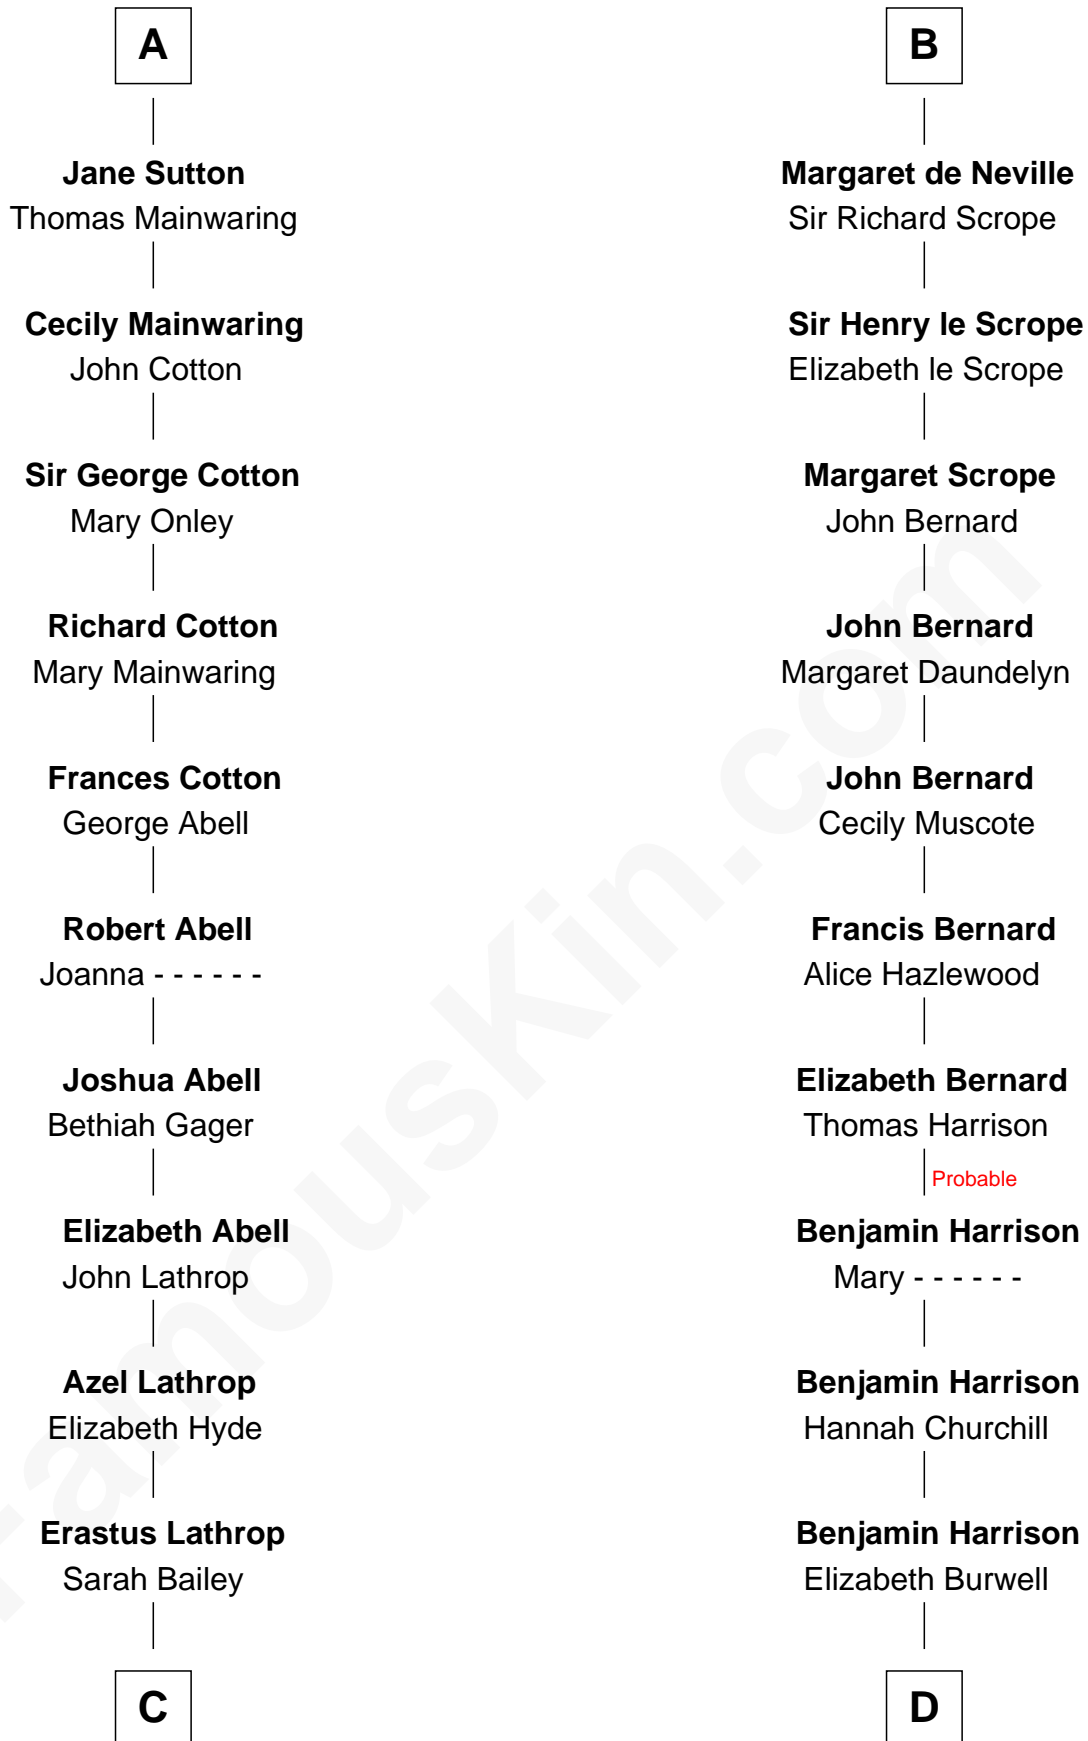 A
Jane Sutton
Thomas Mainwaring
Cecily Mainwaring
John Cotton
Sir George Cotton
Mary Onley
Richard Cotton
Mary Mainwaring
Frances Cotton
George Abell
Robert Abell
Joanna - - - - - -
Joshua Abell
Bethiah Gager
Elizabeth Abell
John Lathrop
Azel Lathrop
Elizabeth Hyde
Erastus Lathrop
Sarah Bailey
C
B
Margaret de Neville
Sir Richard Scrope
Sir Henry le Scrope
Elizabeth le Scrope
Margaret Scrope
John Bernard
John Bernard
Margaret Daundelyn
John Bernard
Cecily Muscote
Francis Bernard
Alice Hazlewood
Elizabeth Bernard
Thomas Harrison
Probable
Benjamin Harrison
Mary - - - - - -
Benjamin Harrison
Hannah Churchill
Benjamin Harrison
Elizabeth Burwell
D
FamousKin.com